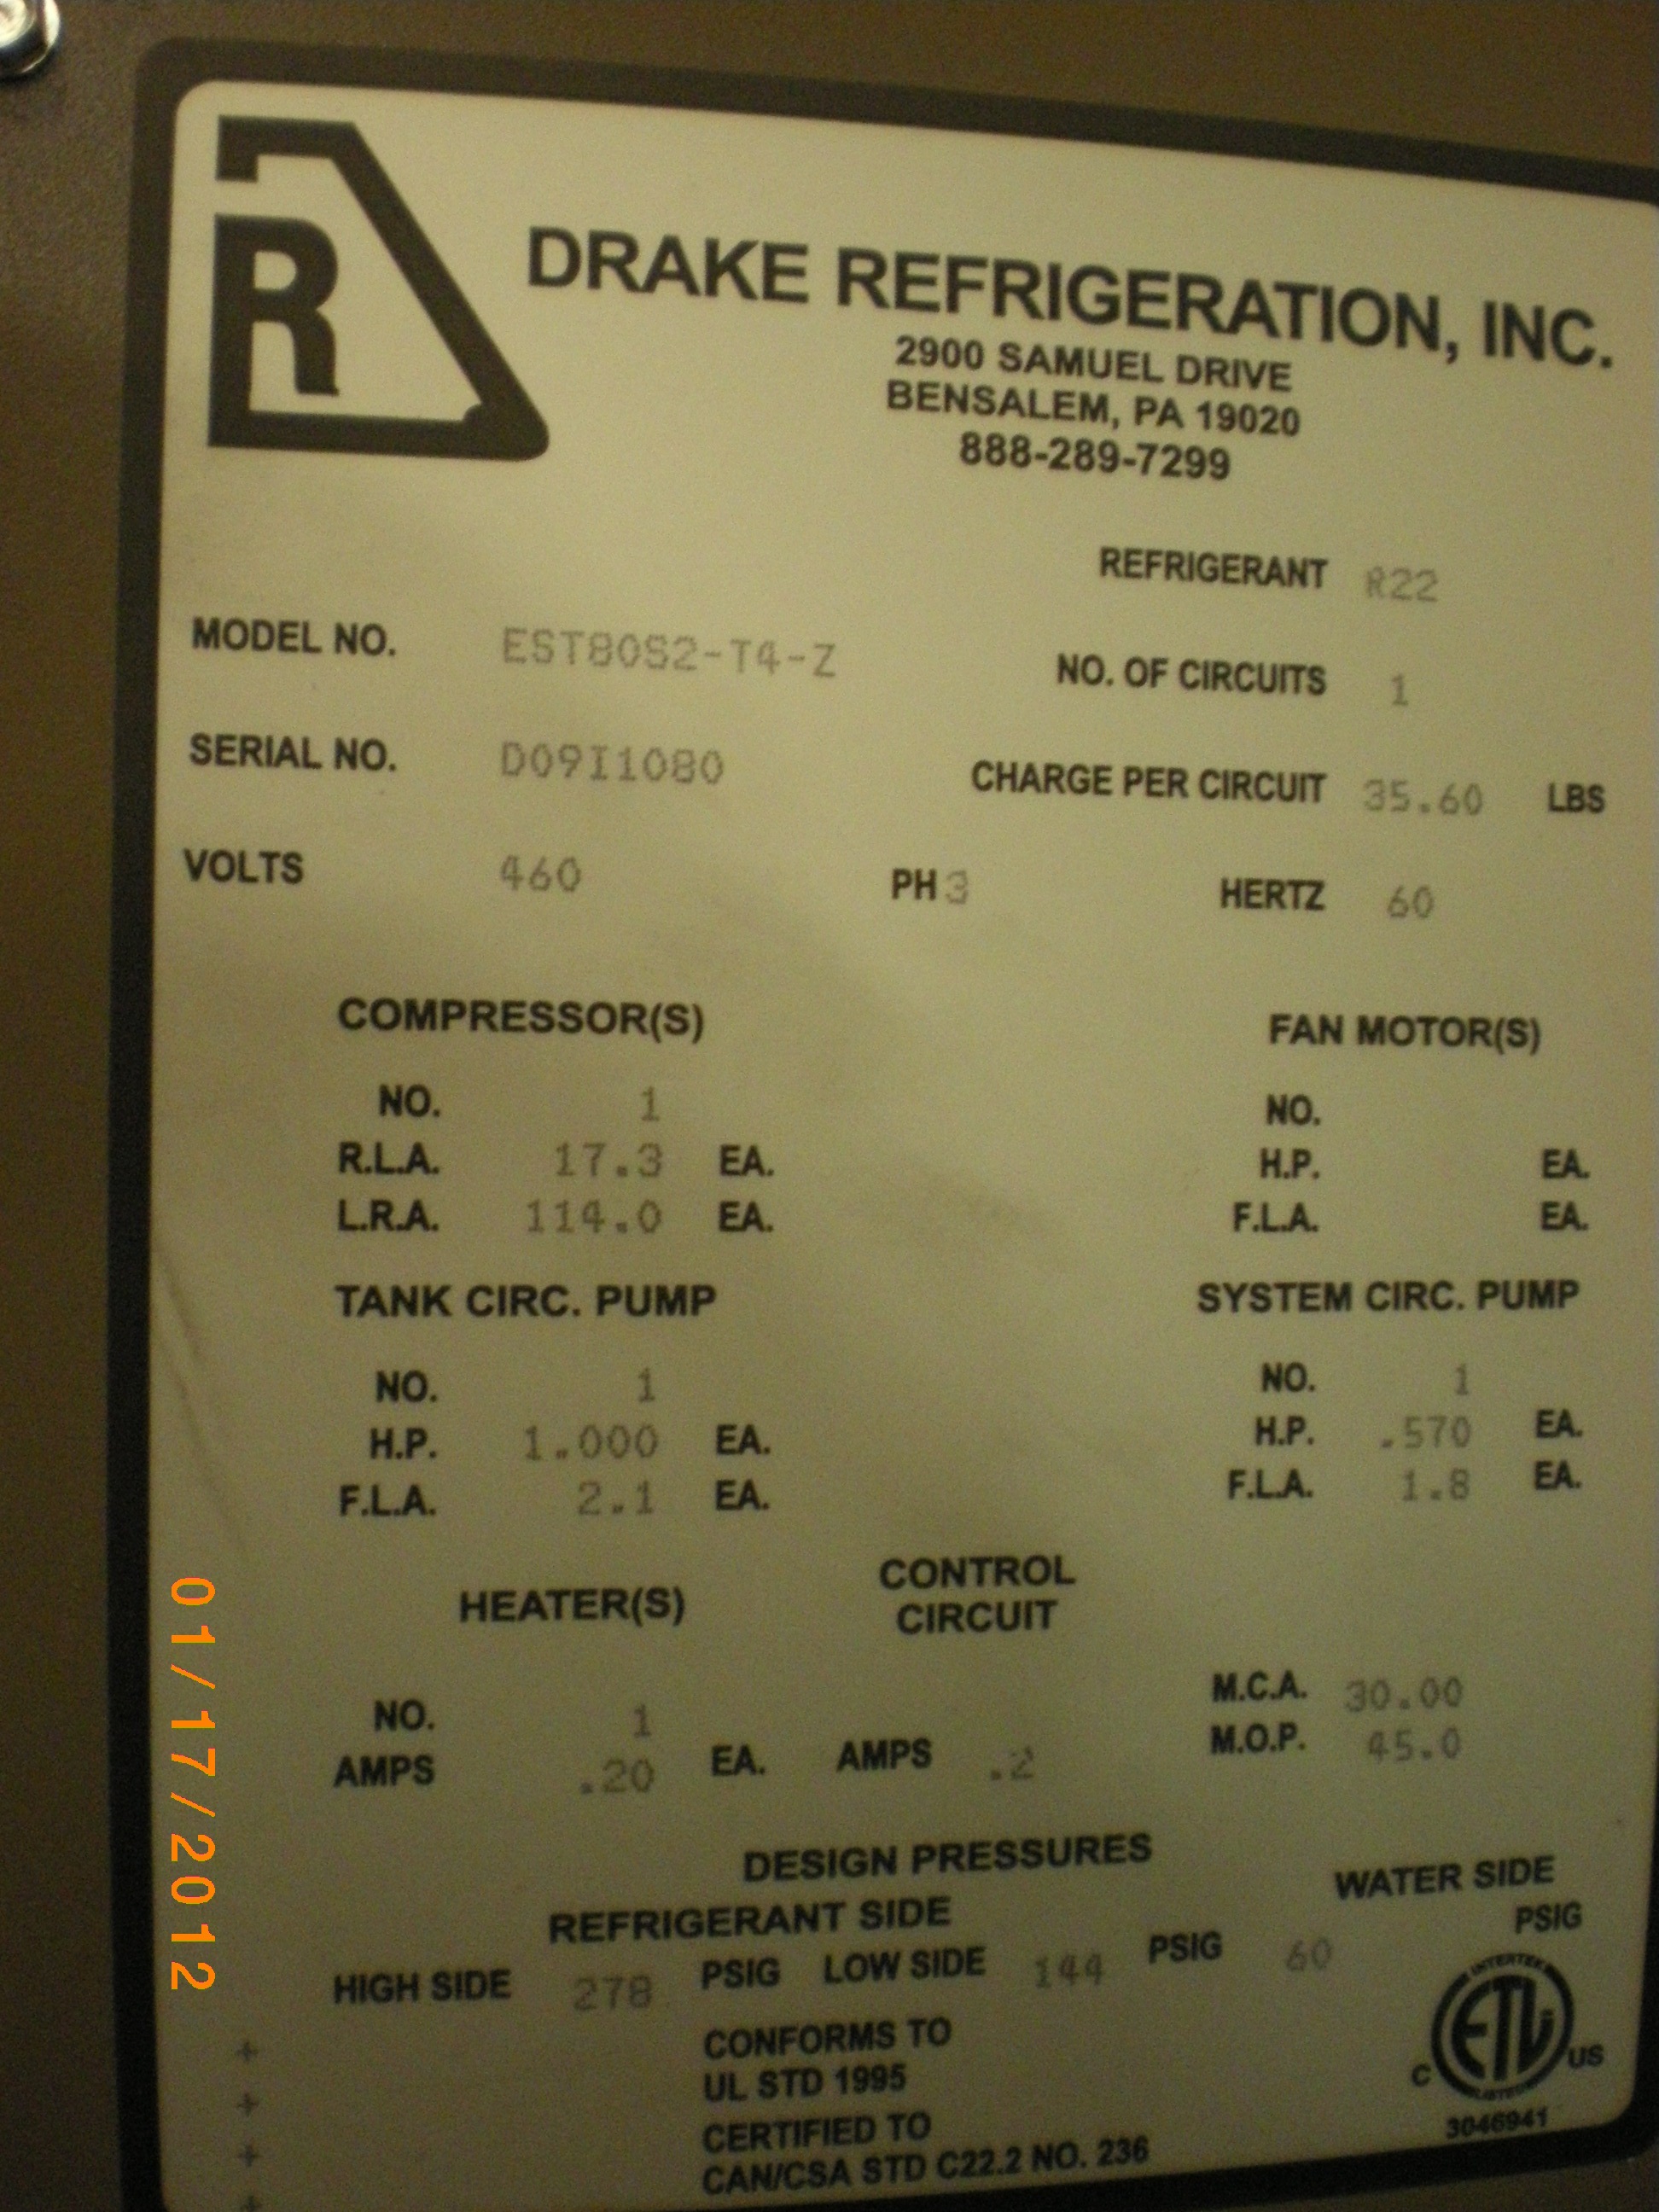 R
DRAKE REFRIGERATION, INC.
2900 SAMUEL DRIVE
BENSALEM, PA 19020
888-289-7299
REFRIGERANT R22
MODEL NO. EST80S2-T4-Z
NO. OF CIRCUITS 1
SERIAL NO. D09I1080
CHARGE PER CIRCUIT 35.60 LBS
VOLTS 460 PH 3 HERTZ 60
COMPRESSOR(S)
NO. 1
R.L.A. 17.3 EA.
L.R.A. 114.0 EA.
FAN MOTOR(S)
NO.
H.P. EA.
F.L.A. EA.
TANK CIRC. PUMP
NO. 1
H.P. 1.000 EA.
F.L.A. 2.1 EA.
SYSTEM CIRC. PUMP
NO. 1
H.P. .570 EA.
F.L.A. 1.8 EA.
HEATER(S)
NO. 1
AMPS .20 EA.
CONTROL
CIRCUIT
AMPS .2
M.C.A. 30.00
M.O.P. 45.0
DESIGN PRESSURES
REFRIGERANT SIDE
HIGH SIDE 278 PSIG LOW SIDE 144 PSIG
WATER SIDE
60 PSIG
CONFORMS TO
UL STD 1995
CERTIFIED TO
CAN/CSA STD C22.2 NO. 236
INTERTEK
ETL
LISTED
C US
3046941
01/17/2012